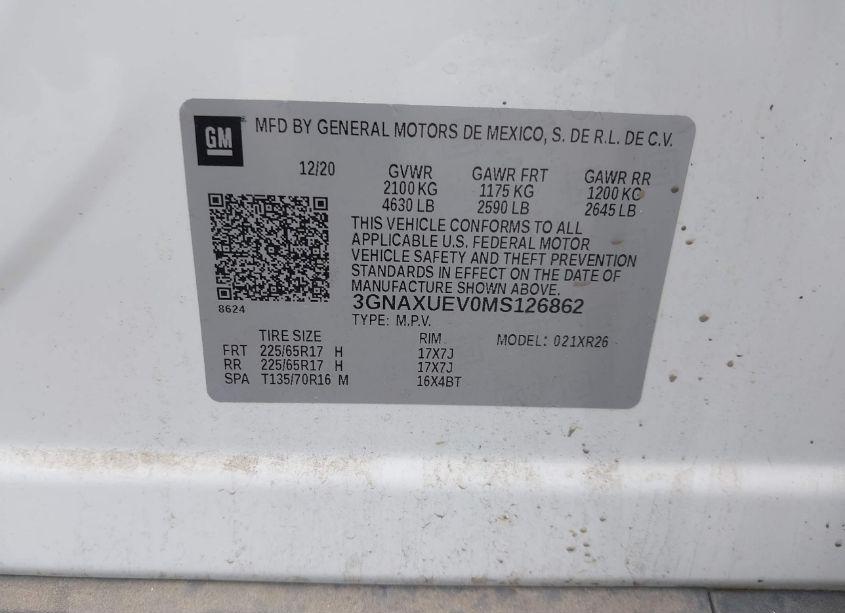 GM
MFD BY GENERAL MOTORS DE MEXICO, S. DE R.L. DE C.V.
12/20 GVWR GAWR FRT GAWR RR
2100 KG 1175 KG 1200 KG
4630 LB 2590 LB 2645 LB
THIS VEHICLE CONFORMS TO ALL
APPLICABLE U.S. FEDERAL MOTOR
VEHICLE SAFETY AND THEFT PREVENTION
STANDARDS IN EFFECT ON THE DATE OF
MANUFACTURE SHOWN ABOVE.
8624 3GNAXUEV0MS126862
TYPE: M.P.V.
TIRE SIZE RIM MODEL: 021XR26
FRT 225/65R17 H 17X7J
RR 225/65R17 H 17X7J
SPA T135/70R16 M 16X4BT